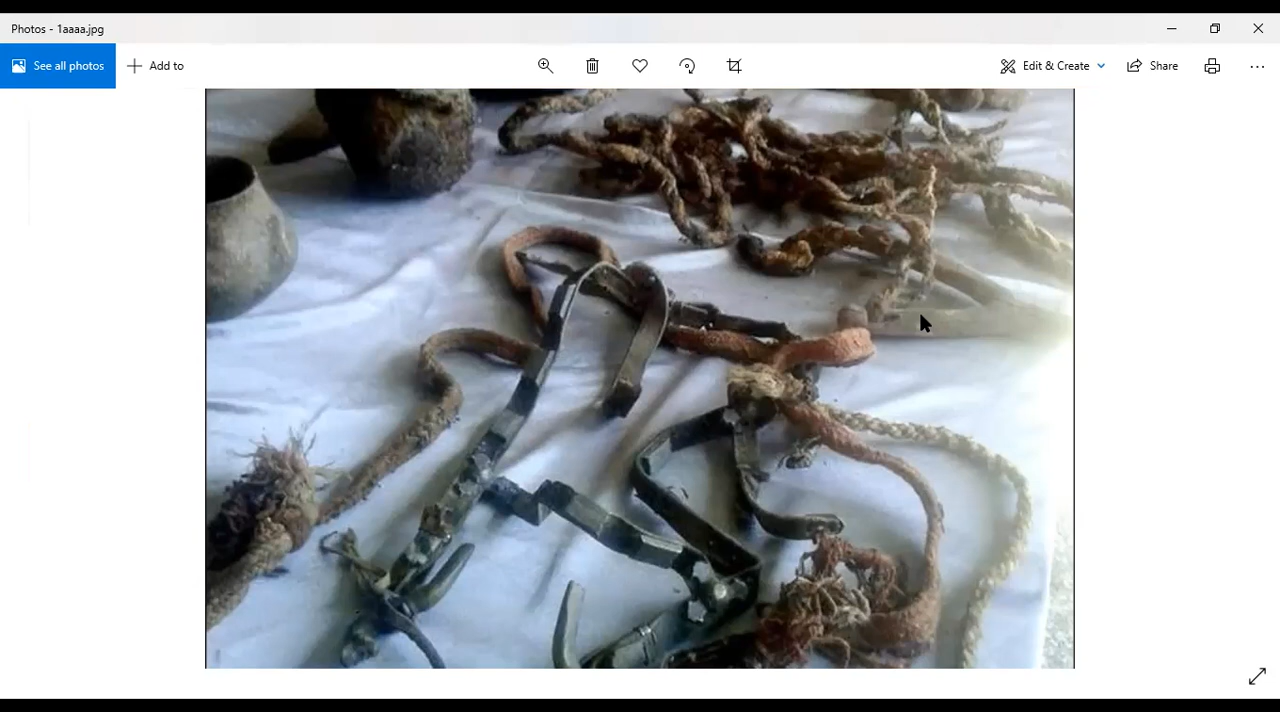 Photos - 1aaaa.jpg
See all photos
Add to
Edit & Create
Share